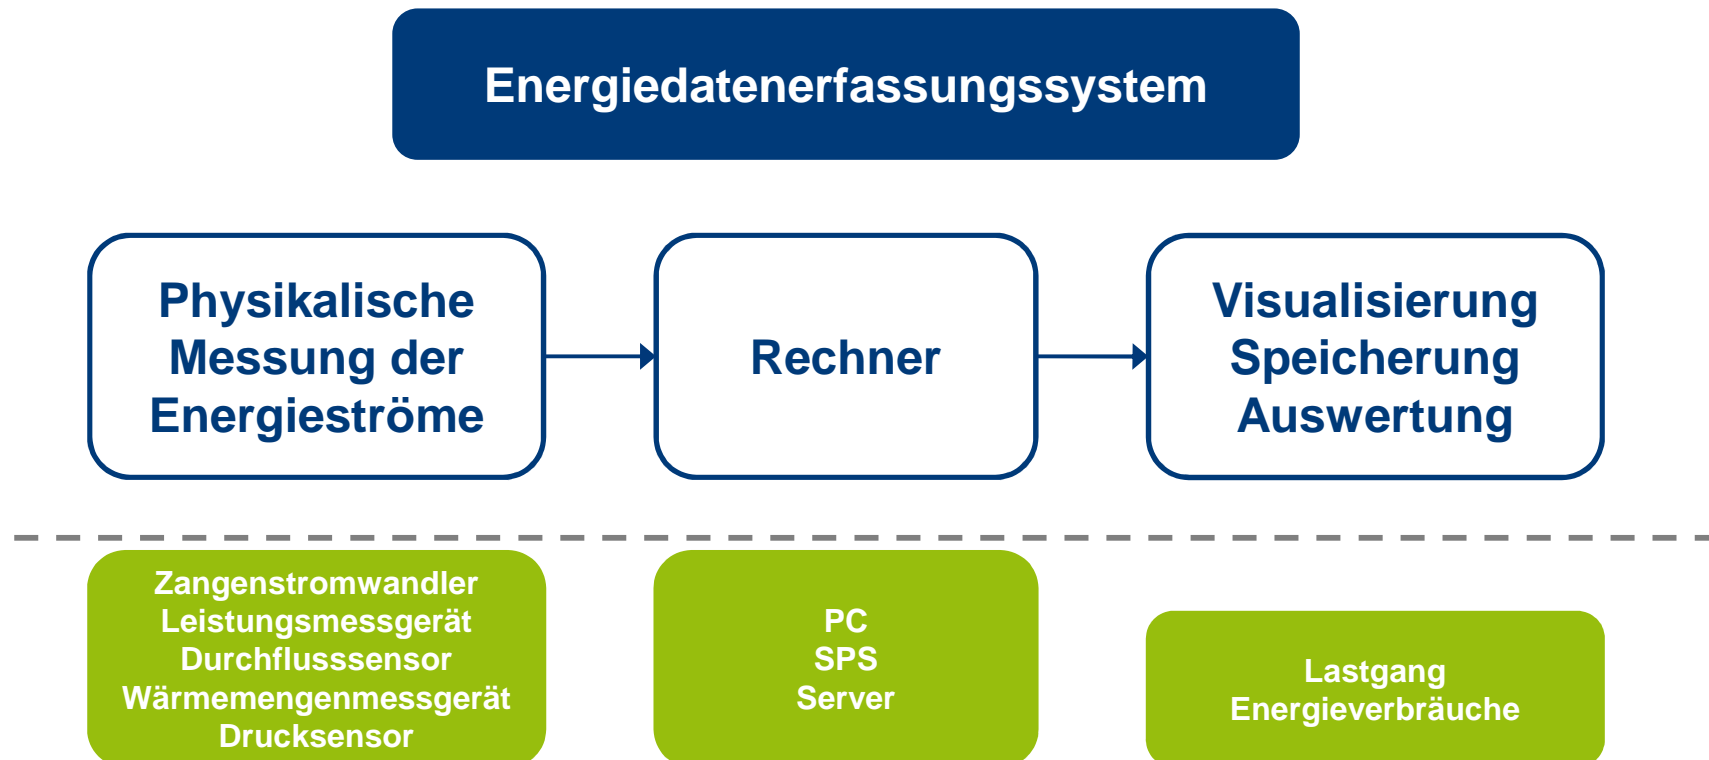 Energiedatenerfassungssystem
Physikalische
Messung der
Energieströme
Rechner
Visualisierung
Speicherung
Auswertung
Zangenstromwandler
Leistungsmessgerät
Durchflusssensor
Wärmemengenmessgerät
Drucksensor
PC
SPS
Server
Lastgang
Energieverbräuche